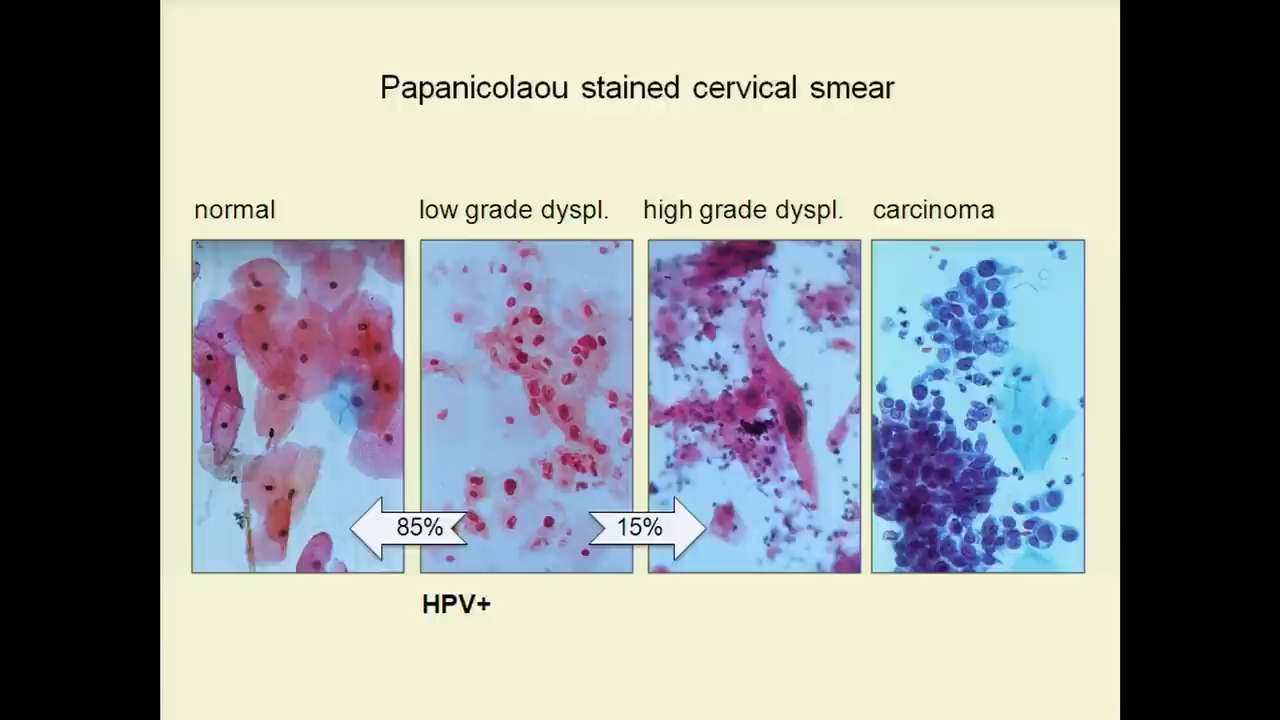 Papanicolaou stained cervical smear
normal
low grade dyspl.
high grade dyspl.
carcinoma
85%
15%
HPV+